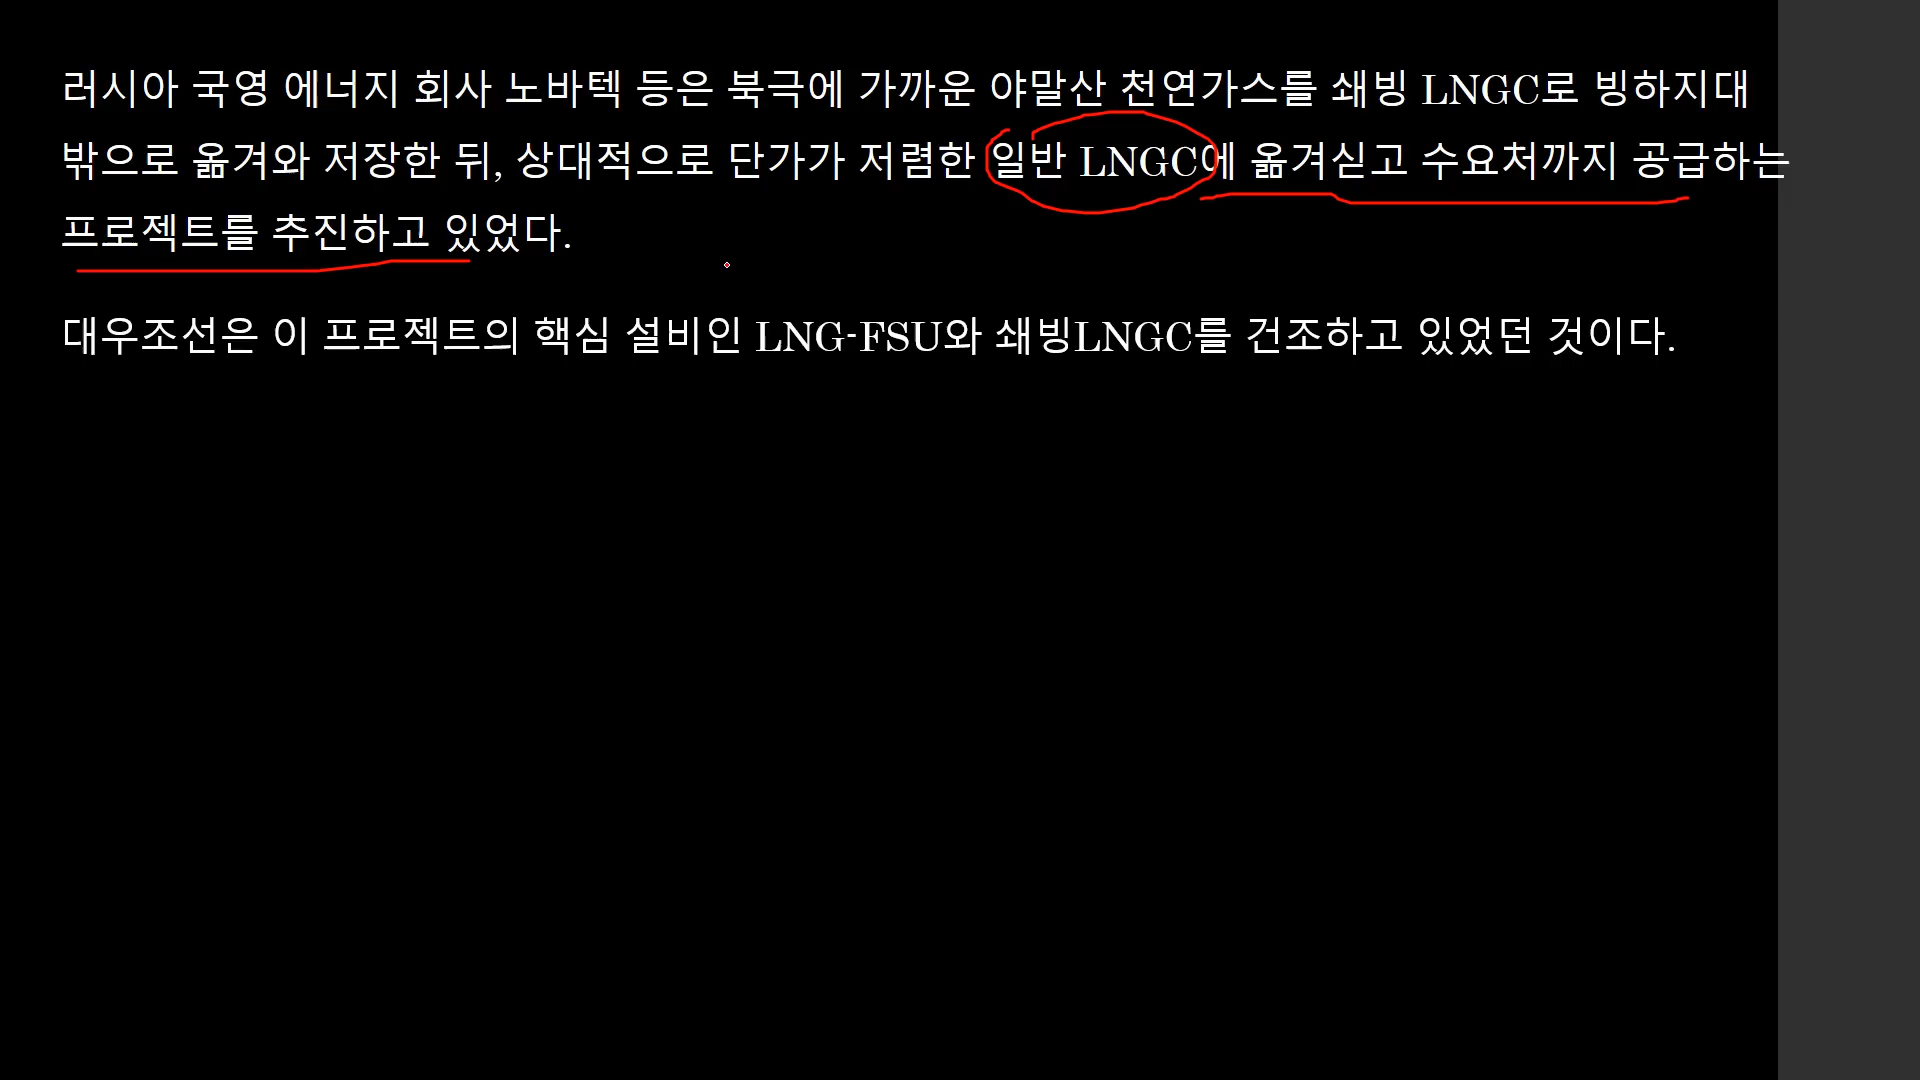 러시아 국영 에너지 회사 노바텍 등은 북극에 가까운 야말산 천연가스를 쇄빙 LNGC로 빙하지대
밖으로 옮겨와 저장한 뒤, 상대적으로 단가가 저렴한 일반 LNGC에 옮겨싣고 수요처까지 공급하는
프로젝트를 추진하고 있었다.
대우조선은 이 프로젝트의 핵심 설비인 LNG-FSU와 쇄빙LNGC를 건조하고 있었던 것이다.